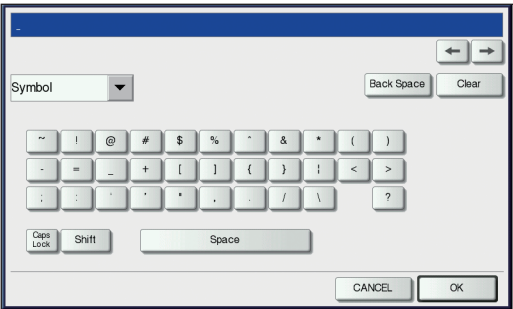 _
← →
Symbol Back Space Clear
~ ! @ # $ % ^ & * ( )
- = _ + [ ] { } ¦ < >
; : ` ' " , . / \ ?
Caps Lock Shift Space
CANCEL OK